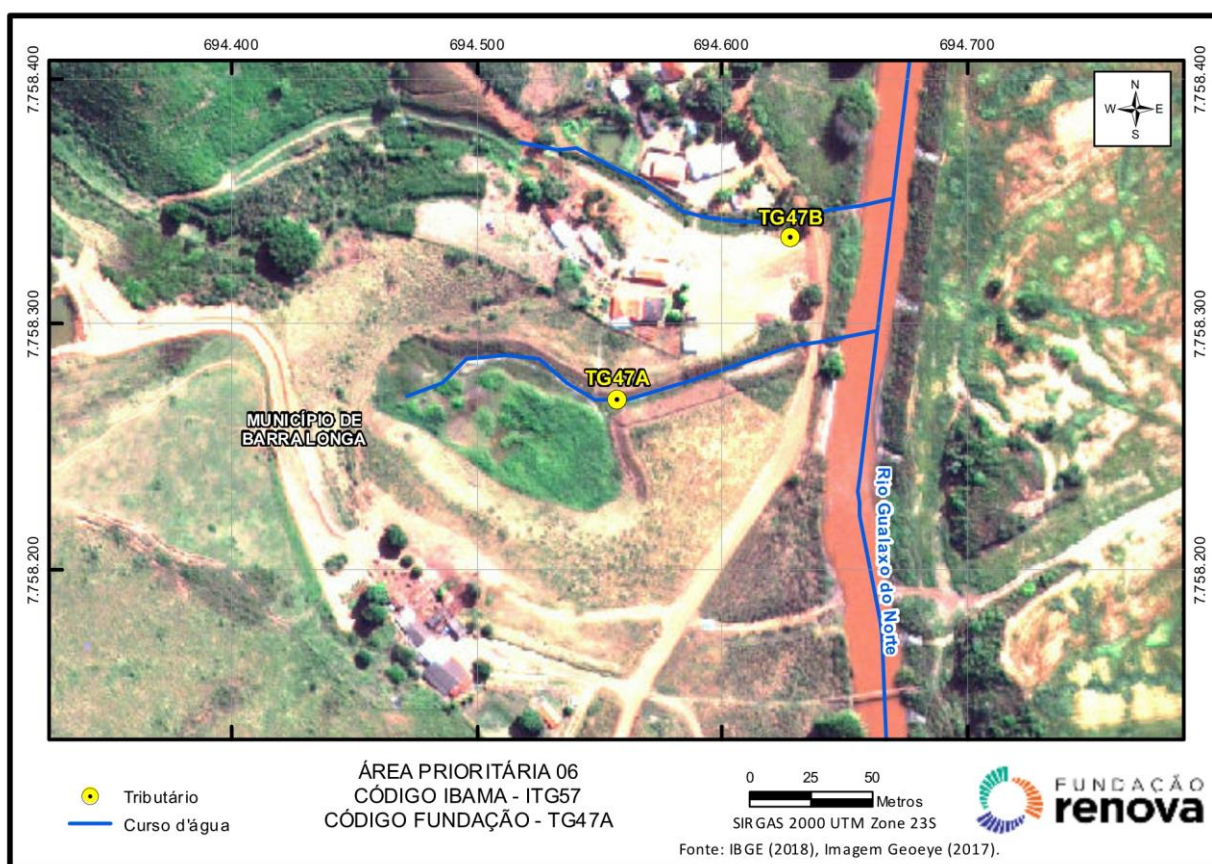 694.400 694.500 694.600 694.700
7.758.400
7.758.400
N
W E
S
TG47B
7.758.300
7.758.300
TG47A
MUNICÍPIO DE
BARRA LONGA
Rio Gualaxo do Norte
7.758.200
7.758.200
Tributário
Curso d'água
ÁREA PRIORITÁRIA 06
CÓDIGO IBAMA - ITG57
CÓDIGO FUNDAÇÃO - TG47A
0 25 50
Metros
SIRGAS 2000 UTM Zone 23S
Fonte: IBGE (2018), Imagem Geoeye (2017).
FUNDAÇÃO
renova